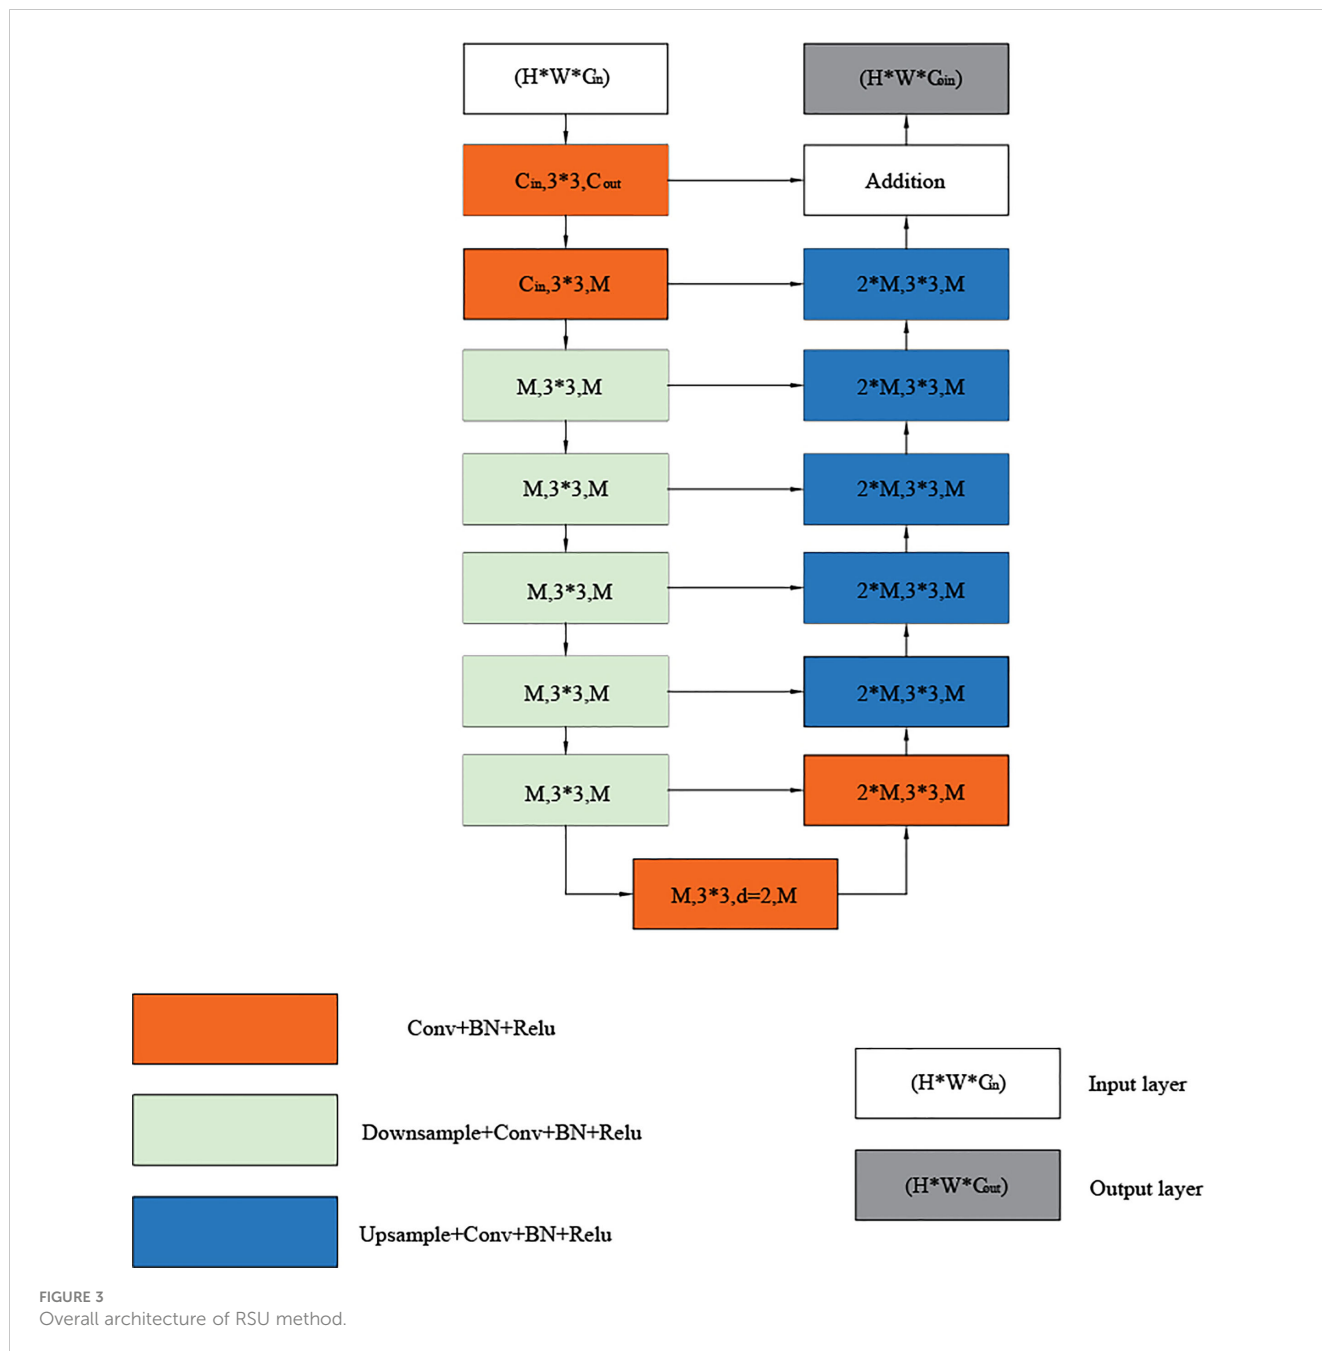 (H*W*Cin)
(H*W*Coin)
Cin,3*3,Cout
Addition
Cin,3*3,M
2*M,3*3,M
M,3*3,M
2*M,3*3,M
M,3*3,M
2*M,3*3,M
M,3*3,M
2*M,3*3,M
M,3*3,M
2*M,3*3,M
M,3*3,M
2*M,3*3,M
M,3*3,d=2,M
Conv+BN+Relu
(H*W*Cin)
Input layer
Downsample+Conv+BN+Relu
(H*W*Cout)
Output layer
Upsample+Conv+BN+Relu
FIGURE 3
Overall architecture of RSU method.